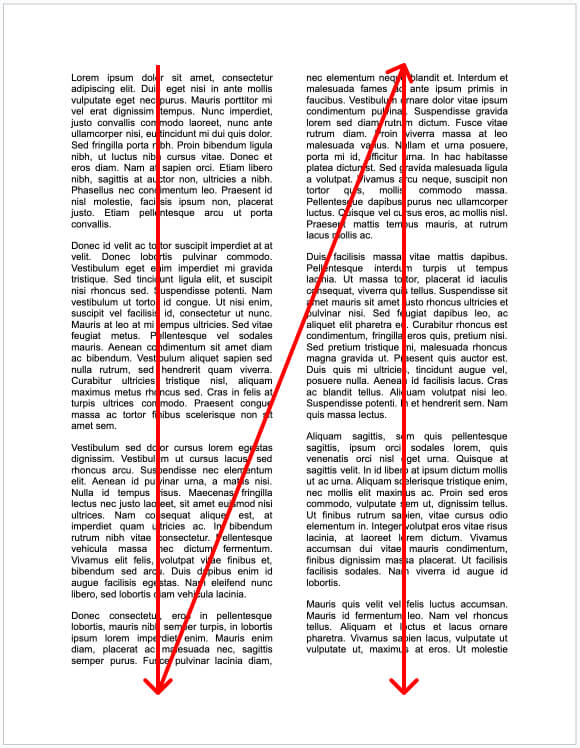 Lorem ipsum dolor sit amet, consectetur
adipiscing elit. Duis eget nisi in ante mollis
vulputate eget nec purus. Mauris porttitor mi
vel erat dignissim tempus. Nunc imperdiet,
justo convallis commodo laoreet, nunc ante
ullamcorper nisi, eu tincidunt mi dui quis dolor.
Sed fringilla porta nibh. Proin bibendum ligula
nibh, ut luctus nibh cursus vitae. Donec et
eros diam. Nam at sapien orci. Etiam libero
nibh, sagittis at auctor non, ultricies a nibh.
Phasellus nec condimentum leo. Praesent id
nisl molestie, facilisis ipsum non, placerat
justo. Etiam pellentesque arcu ut porta
convallis.
Donec id velit ac tortor suscipit imperdiet at at
velit. Donec lobortis pulvinar commodo.
Vestibulum eget enim imperdiet mi gravida
tristique. Sed tincidunt ligula elit, et suscipit
nisi rhoncus sed. Suspendisse potenti. Nam
vestibulum ut tortor id congue. Ut nisi enim,
suscipit vel facilisis id, consectetur ut nunc.
Mauris at leo at mi tempus ultricies. Sed vitae
feugiat metus. Pellentesque vel sodales
mauris. Aenean condimentum sit amet diam
ac bibendum. Vestibulum aliquet sapien sed
nulla rutrum, sed hendrerit quam viverra.
Curabitur ultricies tristique nisl, aliquam
maximus metus rhoncus sed. Cras in felis at
turpis ultrices commodo. Praesent congue
massa ac tortor finibus scelerisque non sit
amet sem.
Vestibulum sed dolor cursus lorem egestas
dignissim. Vestibulum ut cursus lacus, sed
rhoncus arcu. Suspendisse nec elementum
elit. Aenean id pulvinar urna, a mattis nisi.
Nulla id tempus risus. Maecenas fringilla
lectus nec justo laoreet, sit amet euismod nisi
ultrices. Nam consequat aliquet est, at
imperdiet quam ultricies ac. In bibendum
rutrum nibh vitae consectetur. Pellentesque
vehicula massa nec dictum fermentum.
Vivamus elit felis, volutpat vitae finibus et,
bibendum sed arcu. Duis dapibus enim id
augue facilisis egestas. Nam eleifend nunc
libero, sed lobortis diam vehicula lacinia.
Donec consectetur, eros in pellentesque
lobortis, mauris nibh semper turpis, in lobortis
ipsum lorem imperdiet enim. Mauris enim
diam, placerat ac malesuada nec, sagittis
semper purus. Fusce pulvinar lacinia diam,
nec elementum neque blandit et. Interdum et
malesuada fames ac ante ipsum primis in
faucibus. Vestibulum ornare dolor vitae ipsum
condimentum pulvinar. Suspendisse gravida
lorem sed diam rutrum dictum. Fusce vitae
rutrum diam. Proin viverra massa at leo
malesuada varius. Nullam et urna posuere,
porta mi id, efficitur urna. In hac habitasse
platea dictumst. Sed gravida malesuada ligula
a volutpat. Vivamus arcu neque, suscipit non
tortor quis, mollis commodo massa.
Pellentesque dapibus purus nec ullamcorper
luctus. Quisque vel cursus eros, ac mollis nisl.
Praesent mattis tempus mauris, at rutrum
lacus mollis ac.
Duis facilisis massa vitae mattis dapibus.
Pellentesque interdum turpis ut tempus
lacinia. Ut massa tortor, placerat id iaculis
consequat, viverra quis tellus. Suspendisse sit
amet mauris sit amet justo rhoncus ultricies et
pulvinar nisi. Sed feugiat dapibus leo, ac
aliquet elit pharetra eu. Curabitur rhoncus est
condimentum, fringilla eros quis, pretium nisi.
Sed pretium tristique mi, malesuada rhoncus
magna gravida ut. Praesent quis auctor est.
Duis quis mi ultricies, tincidunt augue vel,
posuere nulla. Aenean id facilisis lacus. Cras
ac blandit tellus. Aliquam volutpat nisi leo.
Suspendisse potenti. In et hendrerit sem. Nam
quis massa lectus.
Aliquam sagittis, sem quis pellentesque
sagittis, ipsum orci sodales lorem, quis
venenatis orci nisl eget urna. Quisque at
sagittis velit. In id libero at ipsum dictum mollis
ut ac urna. Aliquam scelerisque tristique enim,
nec mollis elit maximus ac. Proin sed eros
commodo, vulputate sem ut, dignissim tellus.
Ut finibus rutrum sapien, vitae cursus odio
elementum in. Integer volutpat eros vitae risus
lacinia, at laoreet lorem dictum. Vivamus
accumsan dui vitae mauris condimentum,
finibus dignissim massa placerat. Ut facilisis
facilisis sodales. Nam viverra id augue id
lobortis.
Mauris quis velit vel felis luctus accumsan.
Mauris id fermentum leo. Nam vel rhoncus
tellus. Aliquam et lectus et lacus ornare
pharetra. Vivamus sapien lacus, vulputate ut
vulputate ut, maximus at eros. Ut molestie